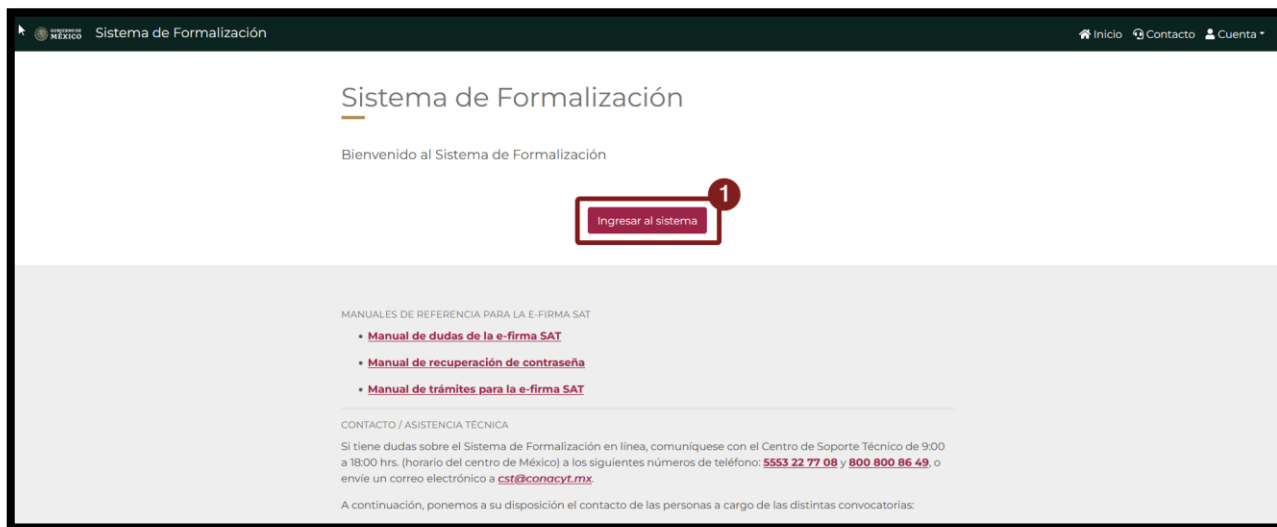 GOBIERNO DE
MÉXICO
Sistema de Formalización
Inicio
Contacto
Cuenta
Sistema de Formalización
Bienvenido al Sistema de Formalización
1
Ingresar al sistema
MANUALES DE REFERENCIA PARA LA E-FIRMA SAT
• Manual de dudas de la e-firma SAT
• Manual de recuperación de contraseña
• Manual de trámites para la e-firma SAT
CONTACTO / ASISTENCIA TÉCNICA
Si tiene dudas sobre el Sistema de Formalización en línea, comuníquese con el Centro de Soporte Técnico de 9:00
a 18:00 hrs. (horario del centro de México) a los siguientes números de teléfono: 5553 22 77 08 y 800 800 86 49, o
envíe un correo electrónico a cst@conacyt.mx.
A continuación, ponemos a su disposición el contacto de las personas a cargo de las distintas convocatorias: